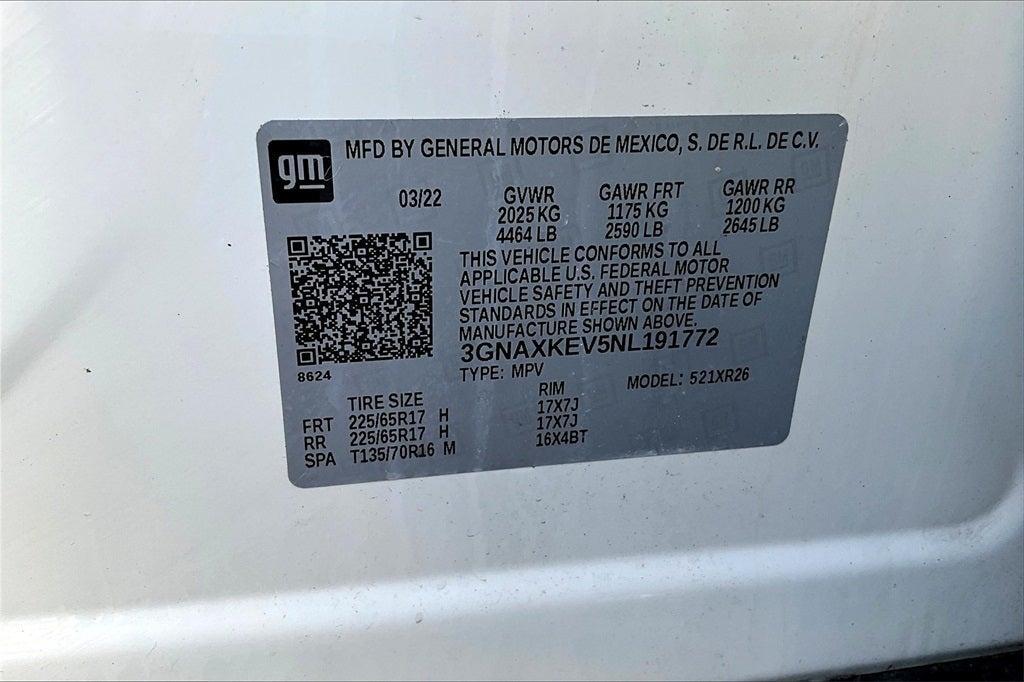 gm
MFD BY GENERAL MOTORS DE MEXICO, S. DE R.L. DE C.V.
03/22 GVWR GAWR FRT GAWR RR
2025 KG 1175 KG 1200 KG
4464 LB 2590 LB 2645 LB
THIS VEHICLE CONFORMS TO ALL
APPLICABLE U.S. FEDERAL MOTOR
VEHICLE SAFETY AND THEFT PREVENTION
STANDARDS IN EFFECT ON THE DATE OF
MANUFACTURE SHOWN ABOVE.
3GNAXKEV5NL191772
8624
TYPE: MPV MODEL: 521XR26
TIRE SIZE RIM
FRT 225/65R17 H 17X7J
RR 225/65R17 H 17X7J
SPA T135/70R16 M 16X4BT